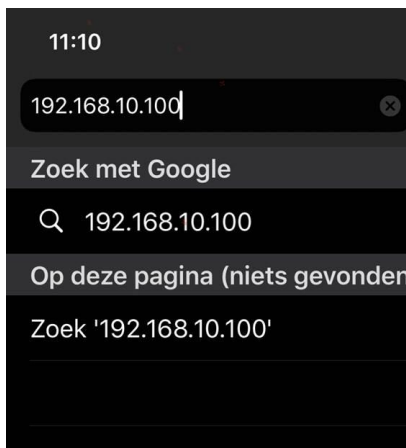 11:10
192.168.10.100
Zoek met Google
192.168.10.100
Op deze pagina (niets gevonden
Zoek '192.168.10.100'